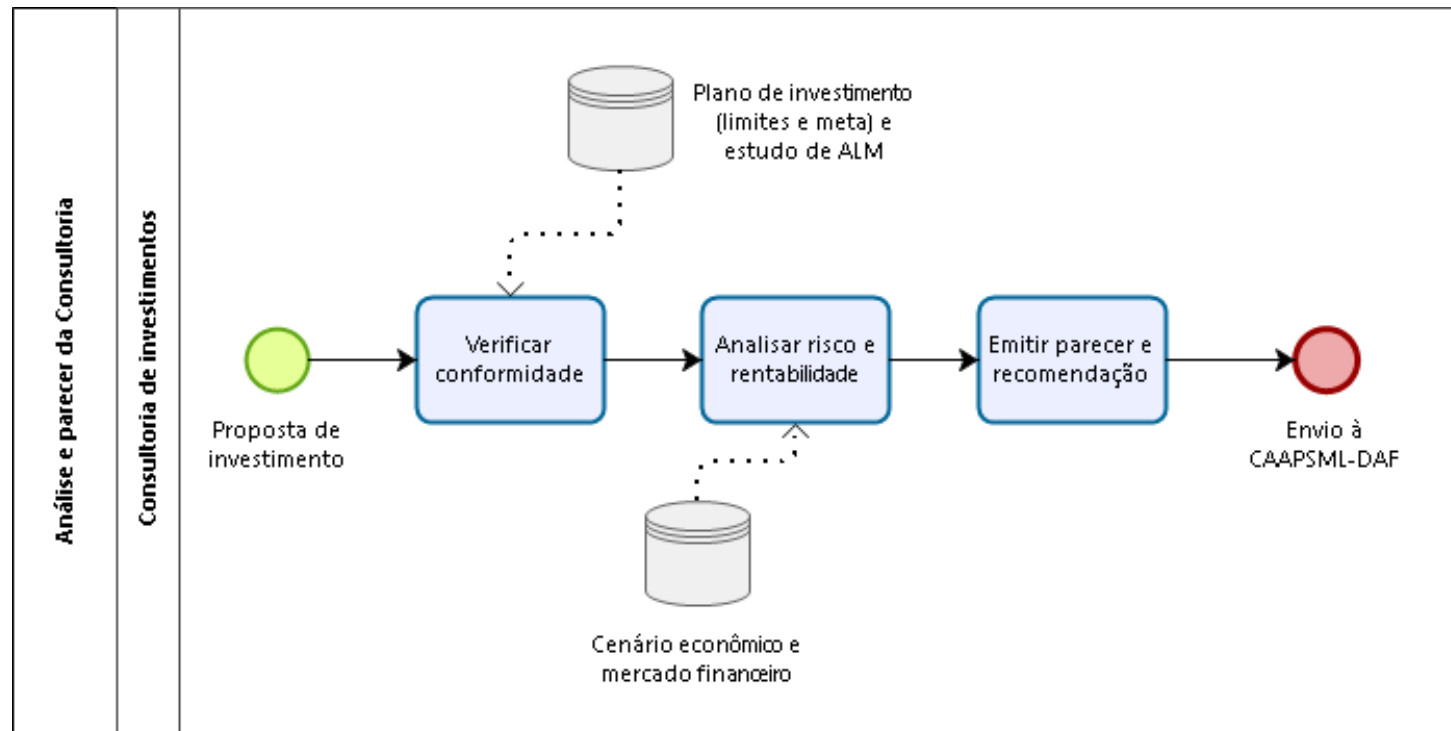 Análise e parecer da Consultoria
Consultoria de investimentos
Plano de investimento
(limites e meta) e
estudo de ALM
Proposta de
investimento
Verificar
conformidade
Analisar risco e
rentabilidade
Emitir parecer e
recomendação
Envio à
CAAPSML-DAF
Cenário econômico e
mercado financeiro